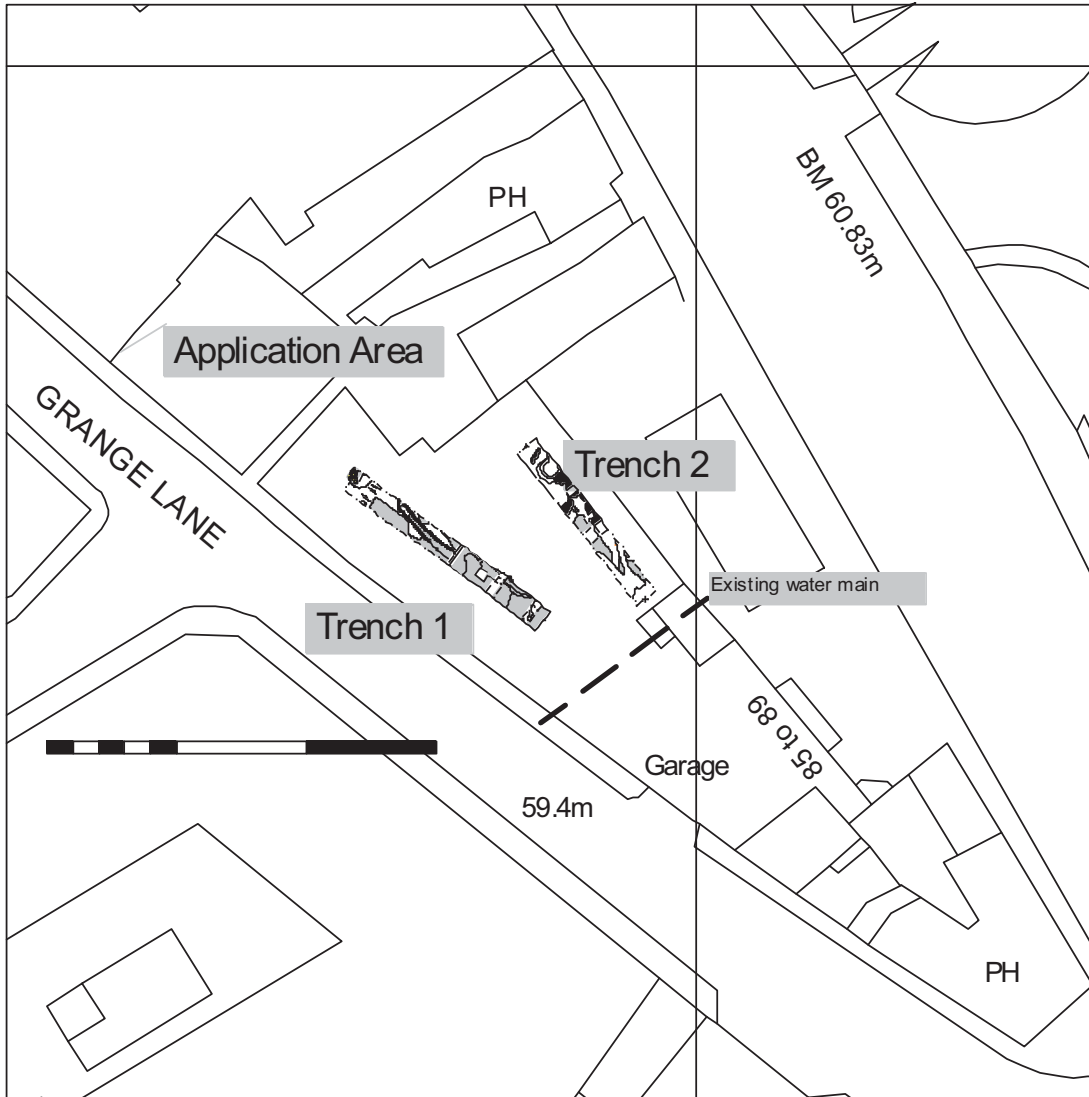 PH
BM 60.83m
Application Area
GRANGE LANE
Trench 2
Existing water main
Trench 1
85 to 89
Garage
59.4m
PH